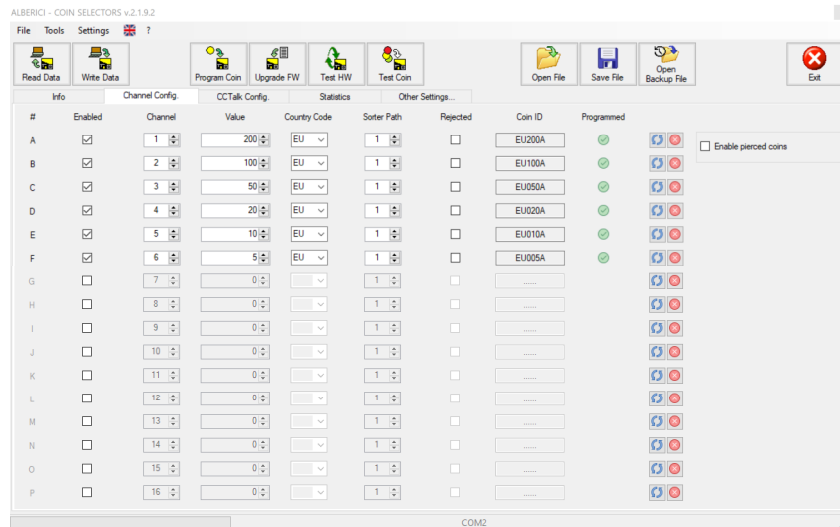 ALBERICI - COIN SELECTORS v.2.1.9.2
File Tools Settings ?
Read Data Write Data Program Coin Upgrade FW Test HW Test Coin Open File Save File Open Backup File Exit
Info Channel Config. CCTalk Config. Statistics Other Settings...
# Enabled Channel Value Country Code Sorter Path Rejected Coin ID Programmed
A 1 200 EU 1 EU200A
Enable pierced coins
B 2 100 EU 1 EU100A
C 3 50 EU 1 EU050A
D 4 20 EU 1 EU020A
E 5 10 EU 1 EU010A
F 6 5 EU 1 EU005A
G 7 0 1 ......
H 8 0 1 ......
I 9 0 1 ......
J 10 0 1 ......
K 11 0 1 ......
L 12 0 1 ......
M 13 0 1 ......
N 14 0 1 ......
O 15 0 1 ......
P 16 0 1 ......
COM2